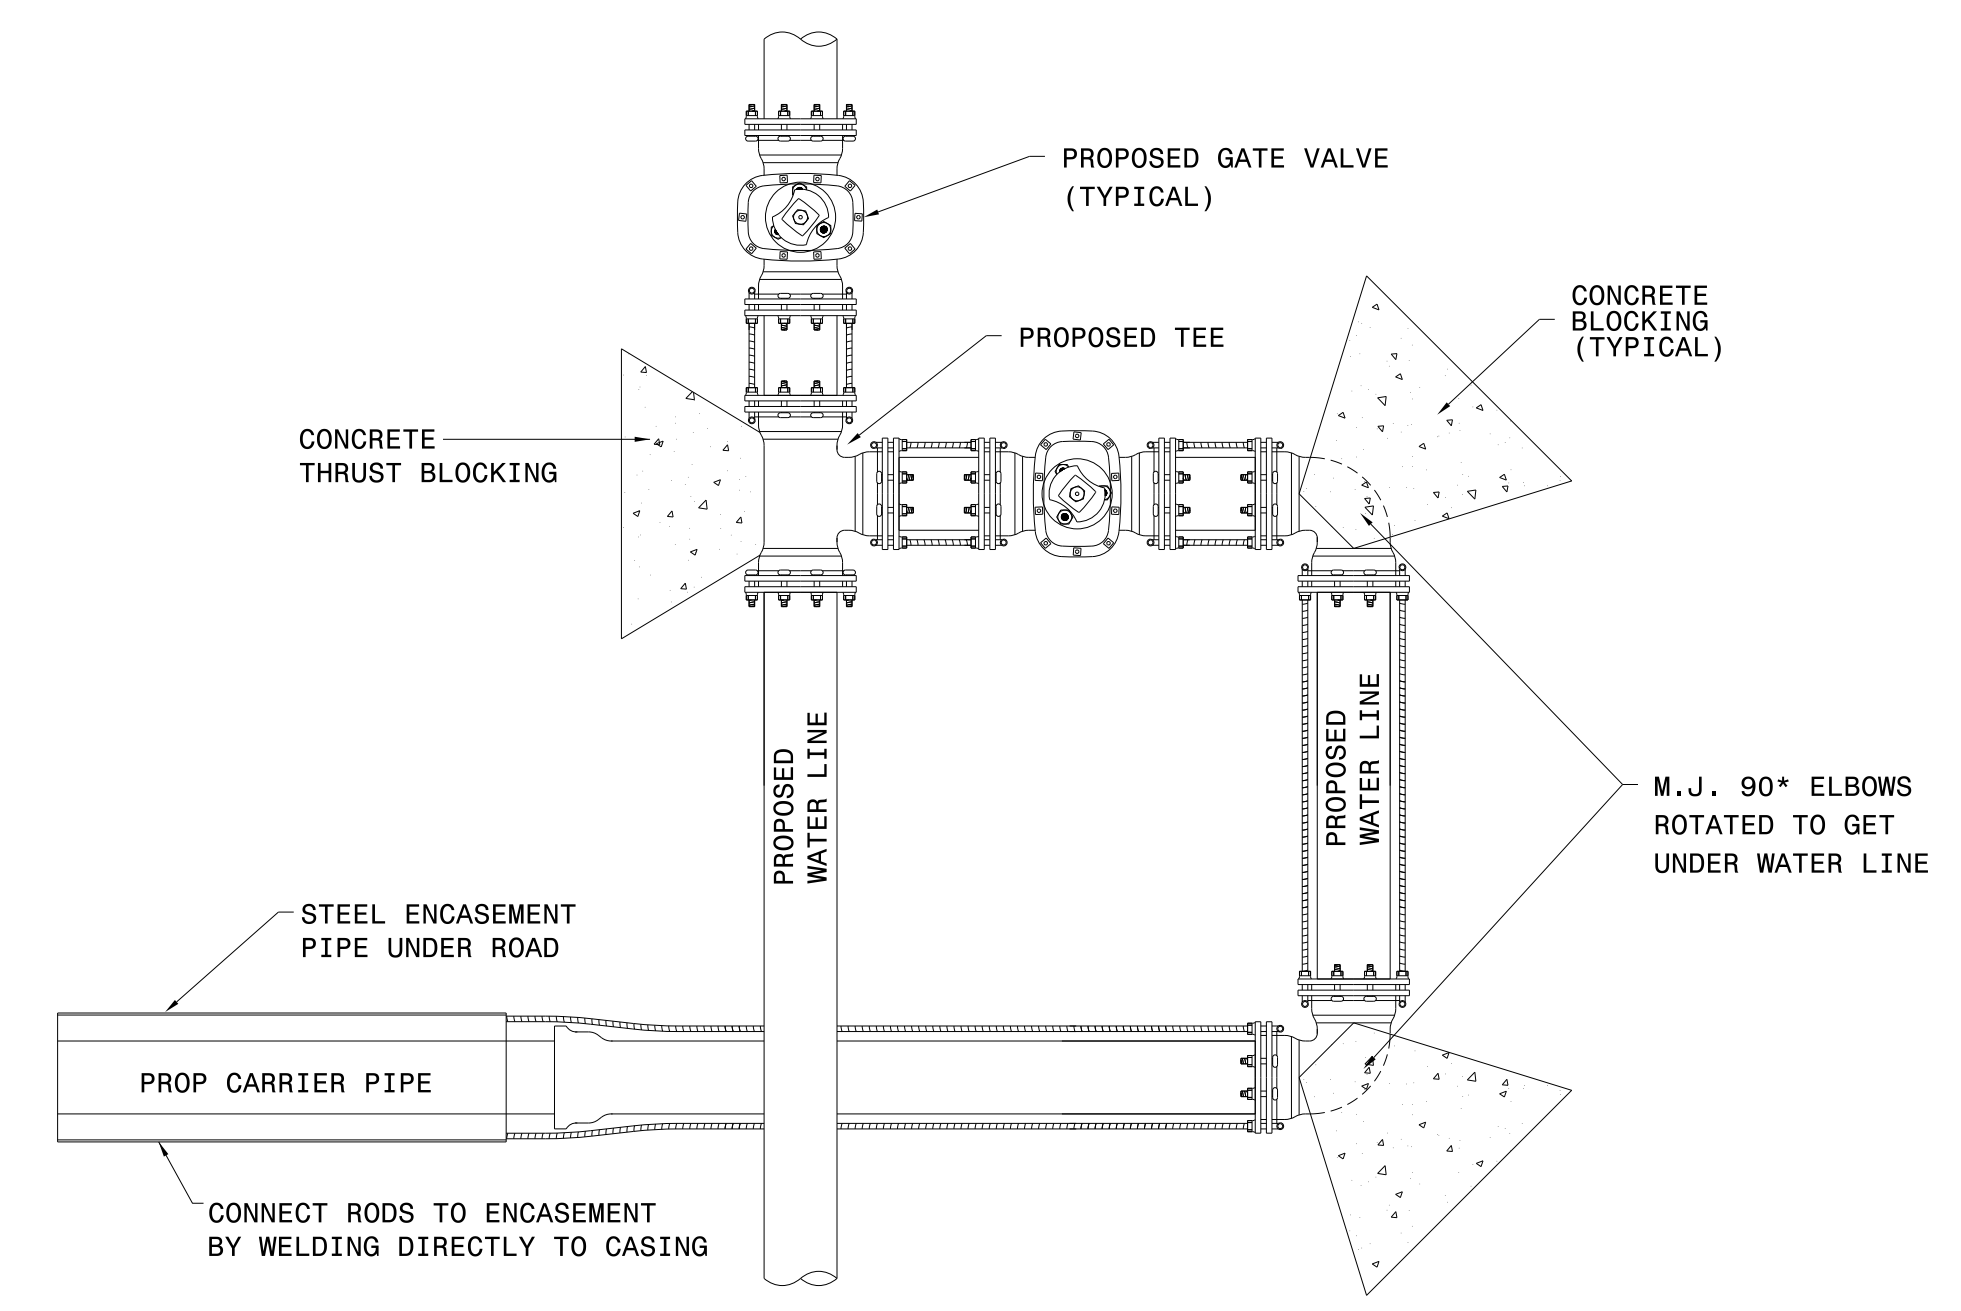 PROPOSED GATE VALVE
(TYPICAL)
CONCRETE
BLOCKING
(TYPICAL)
PROPOSED TEE
CONCRETE
THRUST BLOCKING
PROPOSED
WATER LINE
PROPOSED
WATER LINE
M.J. 90* ELBOWS
ROTATED TO GET
UNDER WATER LINE
STEEL ENCASEMENT
PIPE UNDER ROAD
PROP CARRIER PIPE
CONNECT RODS TO ENCASEMENT
BY WELDING DIRECTLY TO CASING